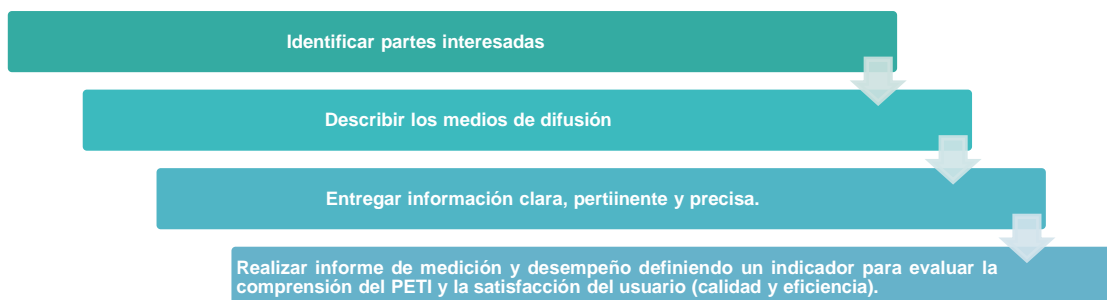 Identificar partes interesadas
Describir los medios de difusión
Entregar información clara, pertiinente y precisa.
Realizar informe de medición y desempeño definiendo un indicador para evaluar la
comprensión del PETI y la satisfacción del usuario (calidad y eficiencia).